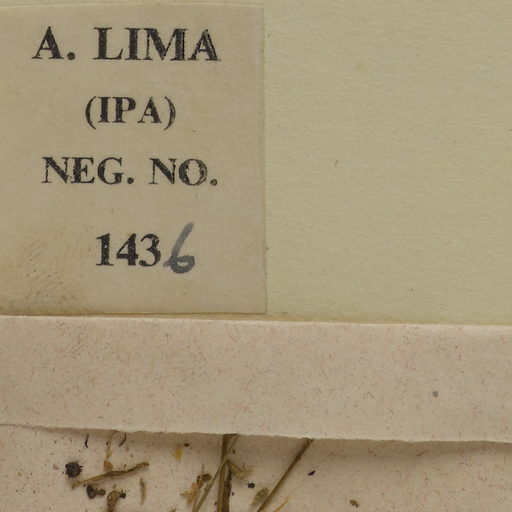 A. LIMA
(IPA)
NEG. NO.
1436